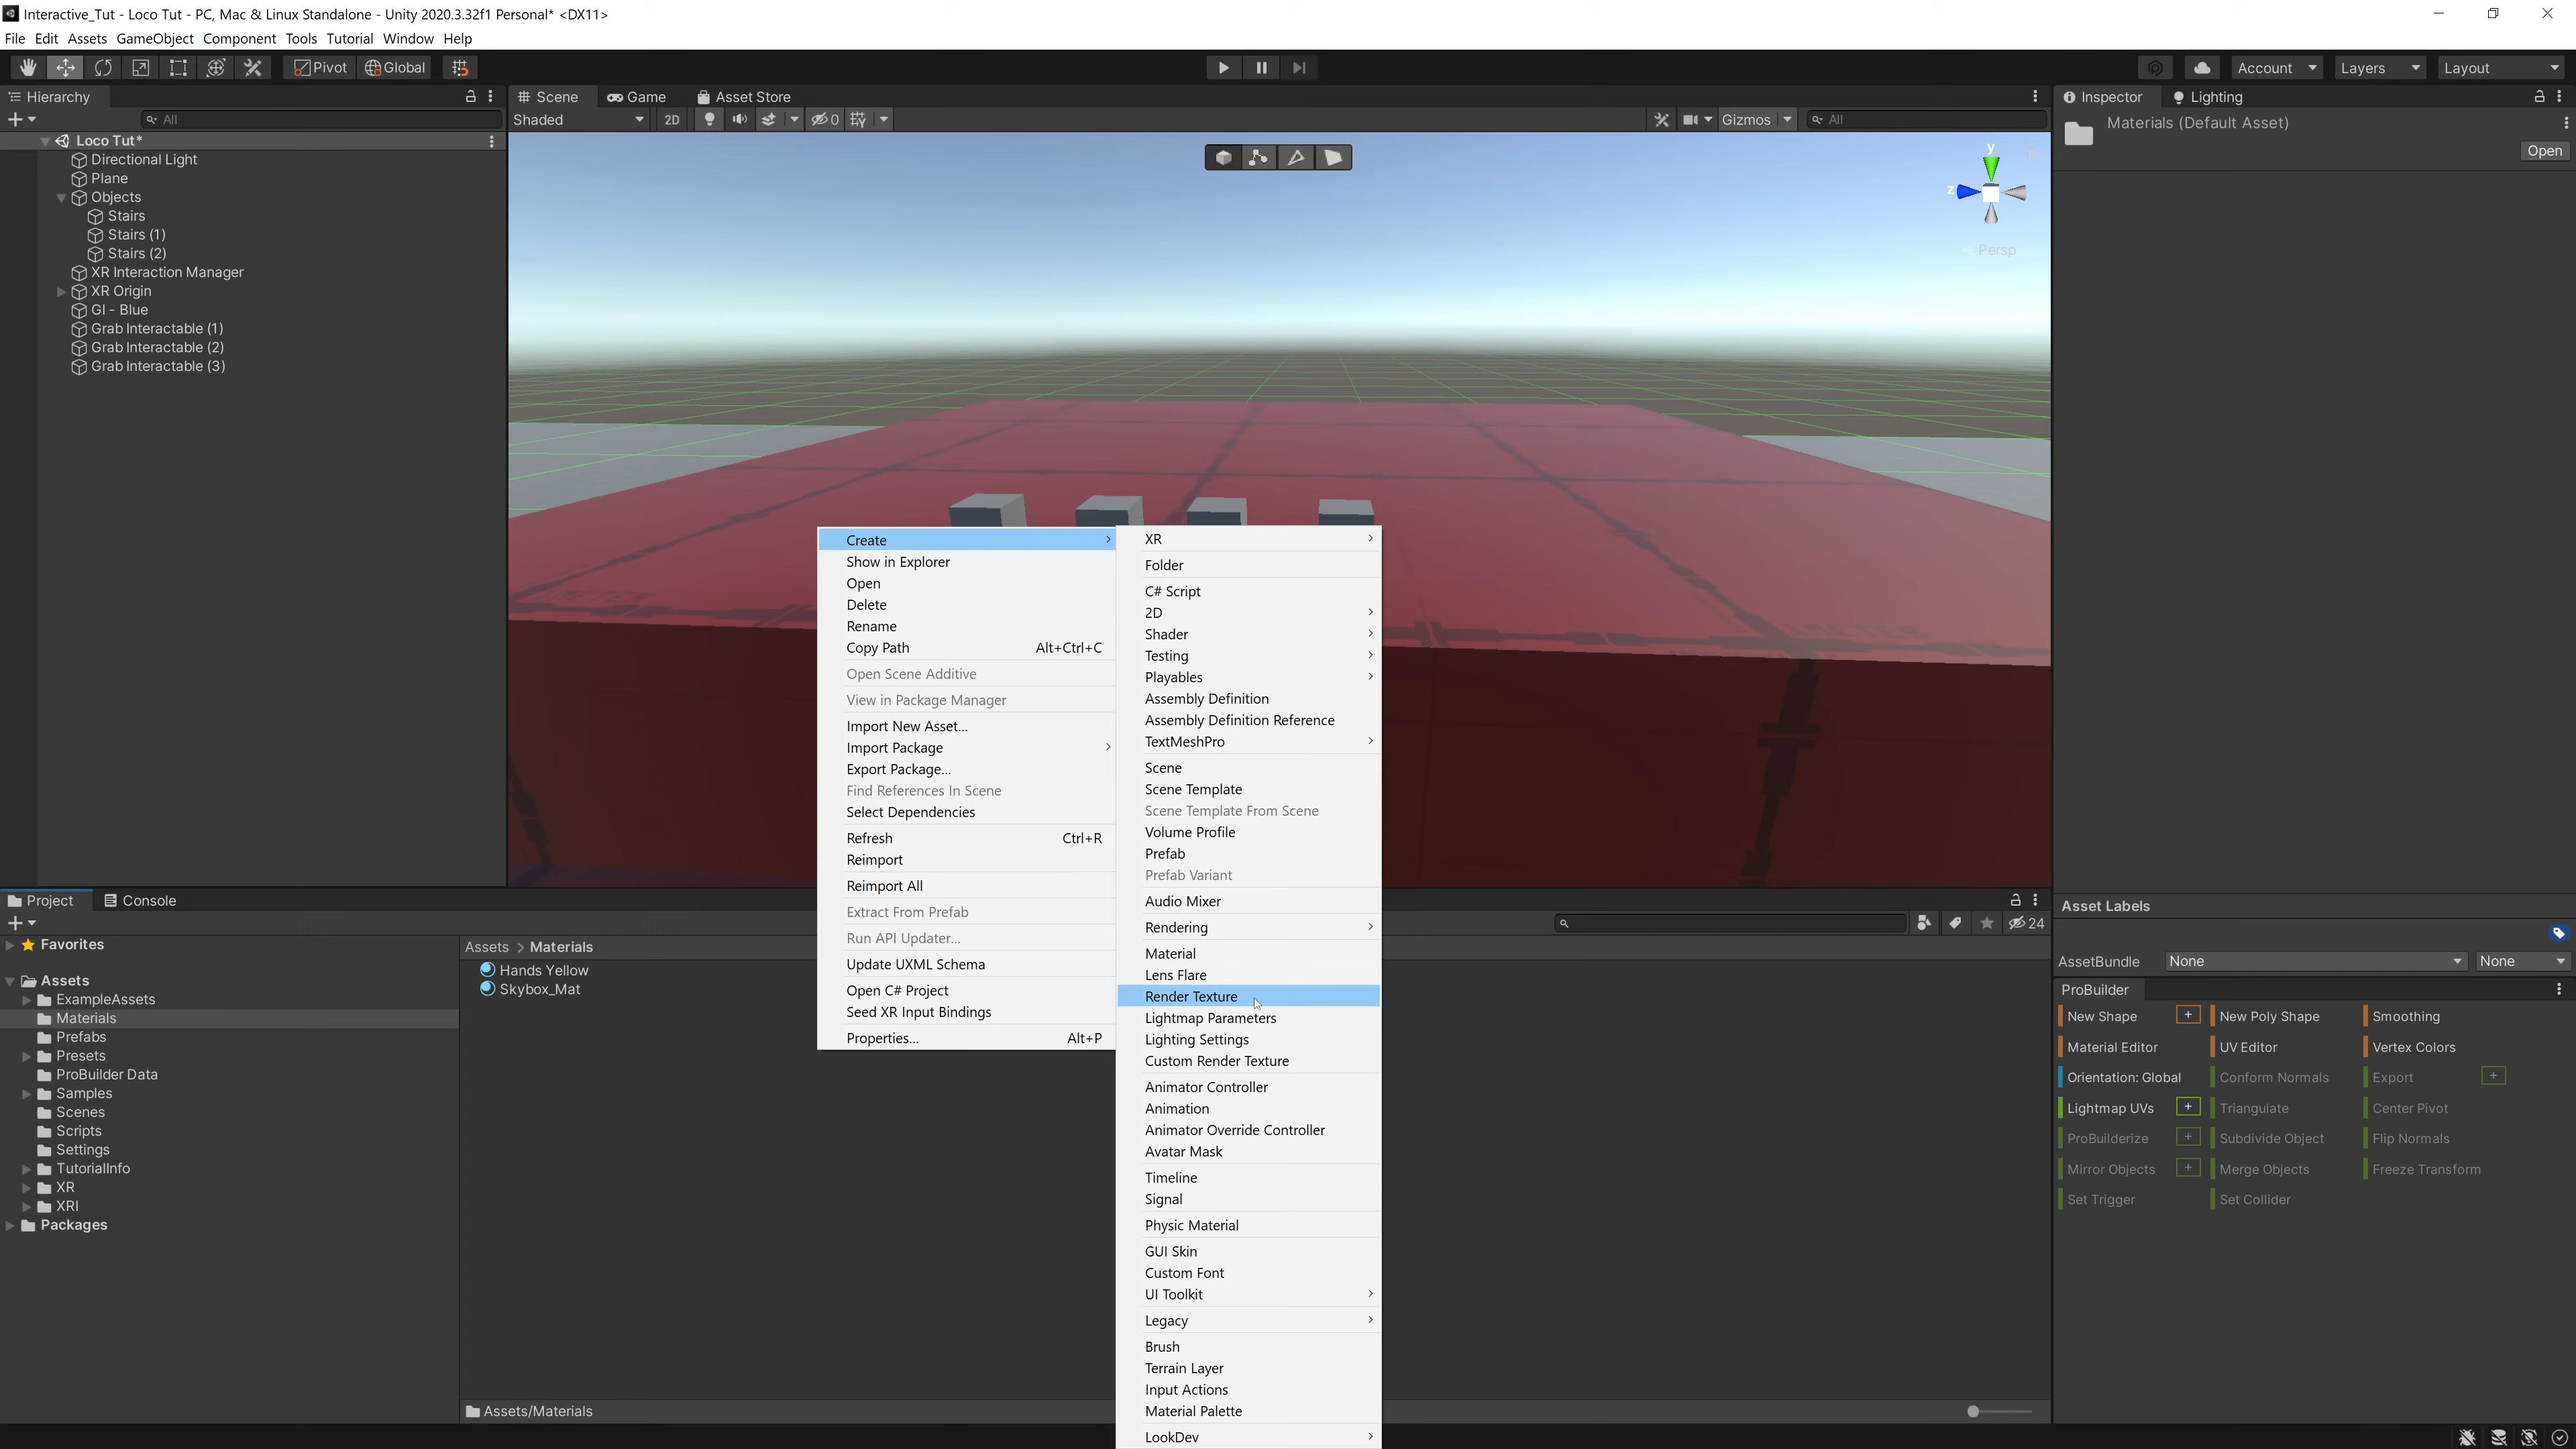 Interactive_Tut - Loco Tut - PC, Mac & Linux Standalone - Unity 2020.3.32f1 Personal* <DX11>
File Edit Assets GameObject Component Tools Tutorial Window Help
Pivot Global Account Layers Layout
Hierarchy
All
Loco Tut*
Directional Light
Plane
Objects
Stairs
Stairs (1)
Stairs (2)
XR Interaction Manager
XR Origin
GI - Blue
Grab Interactable (1)
Grab Interactable (2)
Grab Interactable (3)
Scene Game Asset Store
Shaded 2D 0 Gizmos All
y
z
Persp
Create
Show in Explorer
Open
Delete
Rename
Copy Path Alt+Ctrl+C
Open Scene Additive
View in Package Manager
Import New Asset...
Import Package
Export Package...
Find References In Scene
Select Dependencies
Refresh Ctrl+R
Reimport
Reimport All
Extract From Prefab
Run API Updater...
Update UXML Schema
Open C# Project
Seed XR Input Bindings
Properties... Alt+P
XR
Folder
C# Script
2D
Shader
Testing
Playables
Assembly Definition
Assembly Definition Reference
TextMeshPro
Scene
Scene Template
Scene Template From Scene
Volume Profile
Prefab
Prefab Variant
Audio Mixer
Rendering
Material
Lens Flare
Render Texture
Lightmap Parameters
Lighting Settings
Custom Render Texture
Animator Controller
Animation
Animator Override Controller
Avatar Mask
Timeline
Signal
Physic Material
GUI Skin
Custom Font
UI Toolkit
Legacy
Brush
Terrain Layer
Input Actions
Material Palette
LookDev
Inspector Lighting
Materials (Default Asset)
Open
Project Console
24
Favorites
Assets
ExampleAssets
Materials
Prefabs
Presets
ProBuilder Data
Samples
Scenes
Scripts
Settings
TutorialInfo
XR
XRI
Packages
Assets > Materials
Hands Yellow
Skybox_Mat
Assets/Materials
Asset Labels
AssetBundle None None
ProBuilder
New Shape + New Poly Shape Smoothing
Material Editor UV Editor Vertex Colors
Orientation: Global Conform Normals Export +
Lightmap UVs + Triangulate Center Pivot
ProBuilderize + Subdivide Object Flip Normals
Mirror Objects + Merge Objects Freeze Transform
Set Trigger Set Collider